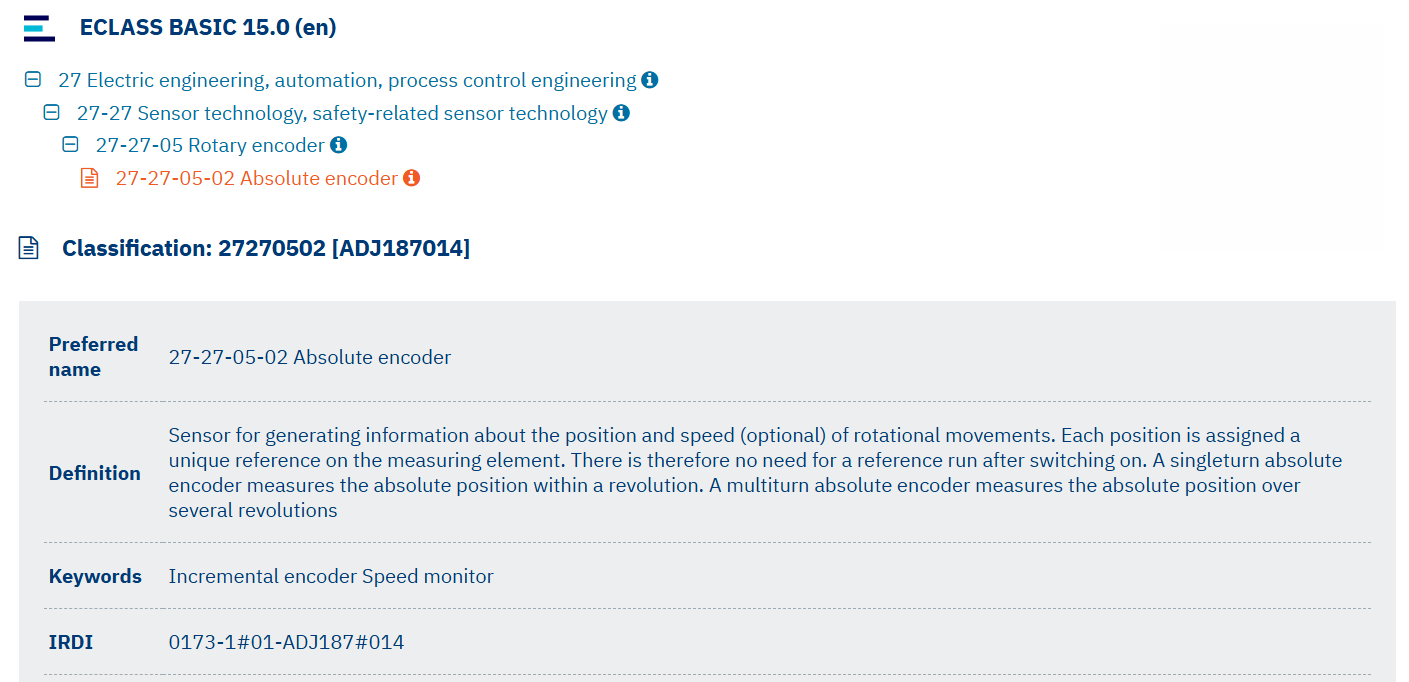 ECLASS BASIC 15.0 (en)
27 Electric engineering, automation, process control engineering
27-27 Sensor technology, safety-related sensor technology
27-27-05 Rotary encoder
27-27-05-02 Absolute encoder
Classification: 27270502 [ADJ187014]
Preferred name
27-27-05-02 Absolute encoder
Definition
Sensor for generating information about the position and speed (optional) of rotational movements. Each position is assigned a
unique reference on the measuring element. There is therefore no need for a reference run after switching on. A singleturn absolute
encoder measures the absolute position within a revolution. A multiturn absolute encoder measures the absolute position over
several revolutions
Keywords
Incremental encoder Speed monitor
IRDI
0173-1#01-ADJ187#014